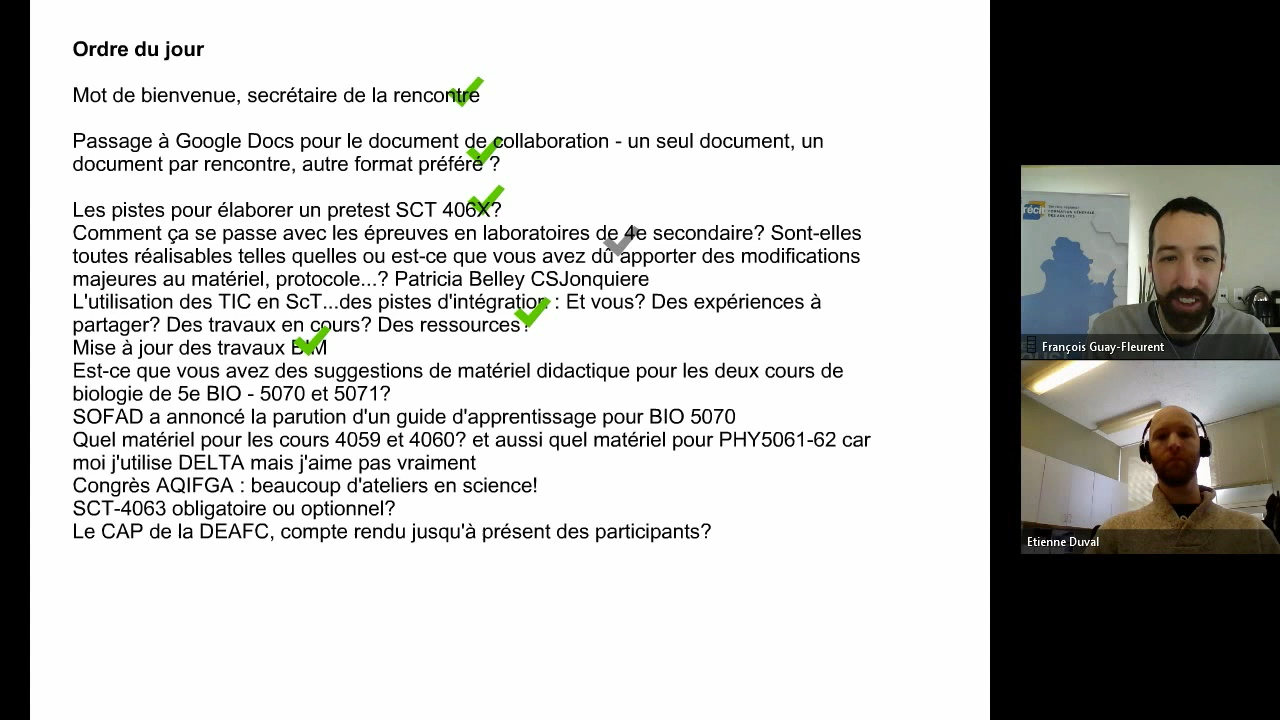 Ordre du jour
Mot de bienvenue, secrétaire de la rencontre
Passage à Google Docs pour le document de collaboration - un seul document, un
document par rencontre, autre format préféré ?
Les pistes pour élaborer un pretest SCT 406X?
Comment ça se passe avec les épreuves en laboratoires de 4e secondaire? Sont-elles
toutes réalisables telles quelles ou est-ce que vous avez dû apporter des modifications
majeures au matériel, protocole...? Patricia Belley CSJonquiere
L'utilisation des TIC en ScT...des pistes d'intégration : Et vous? Des expériences à
partager? Des travaux en cours? Des ressources?
Mise à jour des travaux BIM
Est-ce que vous avez des suggestions de matériel didactique pour les deux cours de
biologie de 5e BIO - 5070 et 5071?
SOFAD a annoncé la parution d'un guide d'apprentissage pour BIO 5070
Quel matériel pour les cours 4059 et 4060? et aussi quel matériel pour PHY5061-62 car
moi j'utilise DELTA mais j'aime pas vraiment
Congrès AQIFGA : beaucoup d'ateliers en science!
SCT-4063 obligatoire ou optionnel?
Le CAP de la DEAFC, compte rendu jusqu'à présent des participants?
récit
François Guay-Fleurent
Etienne Duval